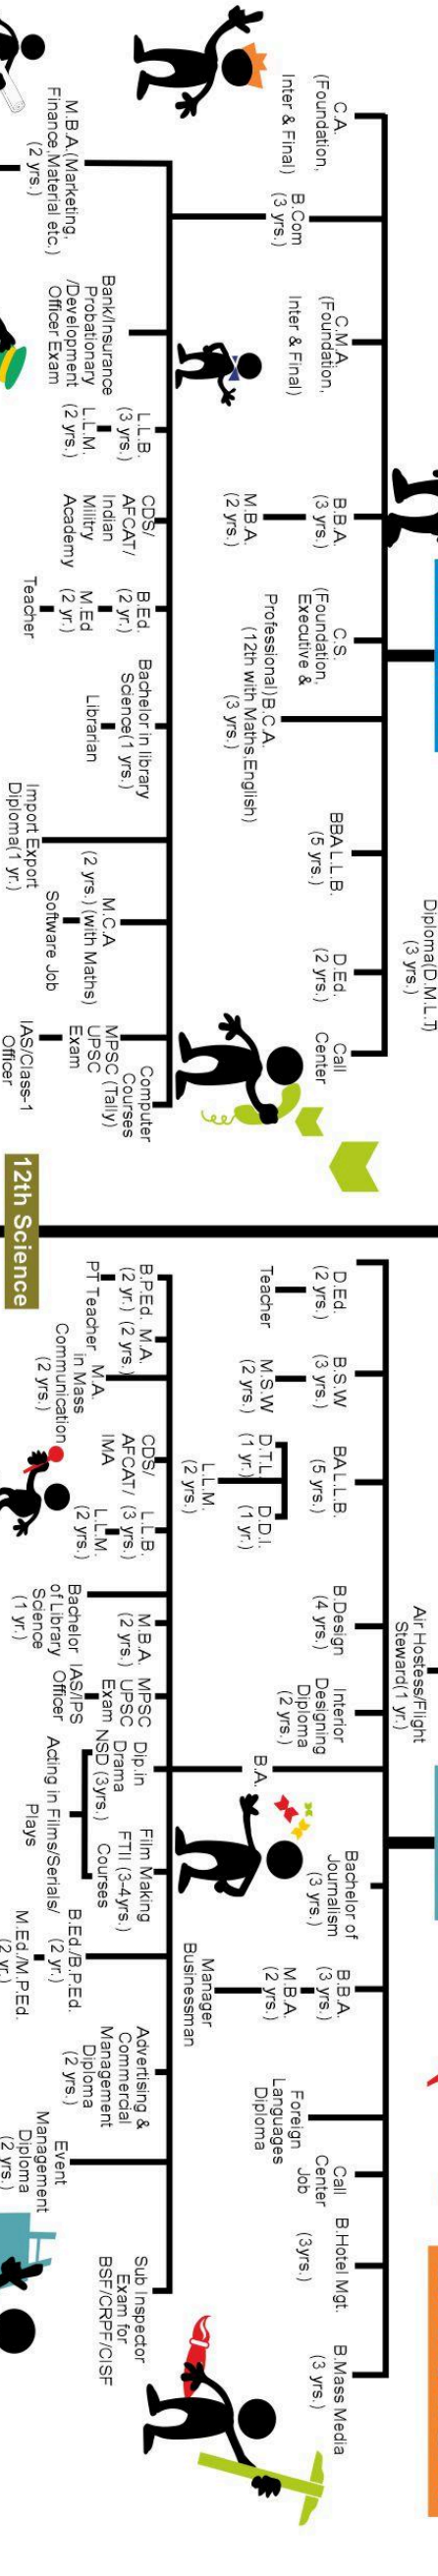 Diploma(D.M.L.T)
(3 yrs.)
C.A.
(Foundation,
Inter & Final)
B.Com
(3 yrs.)
C.M.A.
(Foundation,
Inter & Final)
B.B.A.
(3 yrs.)
M.B.A.
(2 yrs.)
C.S.
(Foundation,
Executive &
Professional)
B.C.A.
(12th with Maths,English)
(3 yrs.)
BBA L.L.B.
(5 yrs.)
D.Ed.
(2 yrs.)
Call
Center
M.B.A.(Marketing,
Finance,Material etc.)
(2 yrs.)
Bank/Insurance
Probationary
/Development
Officer Exam
L.L.B.
(3 yrs.)
L.L.M.
(2 yrs.)
CDS/
AFCAT/
Indian
Militry
Academy
B.Ed.
(2 yr.)
M.Ed
(2 yr.)
Teacher
Bachelor in library
Science(1 yrs.)
Librarian
Import Export
Diploma(1 yr.)
M.C.A
(2 yrs.) (with Maths)
Software Job
MPSC
UPSC
Exam
IAS/Class-1
Officer
Computer
Courses
(Tally)
12th Science
Air Hostess/Flight
Steward(1 yr.)
D.Ed.
(2 yrs.)
Teacher
B.S.W
(3 yrs.)
M.S.W
(2 yrs.)
BA L.L.B.
(5 yrs.)
D.T.L.
(1 yr.)
D.D.I.
(1 yr.)
L.L.M.
(2 yrs.)
B.Design
(4 yrs.)
Interior
Designing
Diploma
(2 yrs.)
B.A.
Bachelor of
Journalism
(3 yrs.)
B.B.A.
(3 yrs.)
M.B.A.
(2 yrs.)
Manager
Businessman
Foreign
Languages
Diploma
Call
Center
Job
B.Hotel Mgt.
(3yrs.)
B.Mass Media
(3 yrs.)
B.P.Ed.
(2 yr.)
PT Teacher
M.A.
(2 yrs.)
M.A.
in Mass
Communication
(2 yrs.)
CDS/
AFCAT/
IMA
L.L.B.
(3 yrs.)
L.L.M.
(2 yrs.)
Bachelor
of Library
Science
(1 yr.)
M.B.A.
(2 yrs.)
MPSC
UPSC
Exam
IAS/IPS
Officer
Dip.in
Drama
NSD (3yrs.)
Film Making
FTII (3-4yrs.)
Courses
Acting in Films/Serials/
Plays
B.Ed./B.P.Ed.
(2 yr.)
M.Ed./M.P.Ed.
(2 yr.)
Advertising &
Commercial
Management
Diploma
(2 yrs.)
Event
Management
Diploma
(2 yrs.)
Sub Inspector
Exam for
BSF/CRPF/CISF